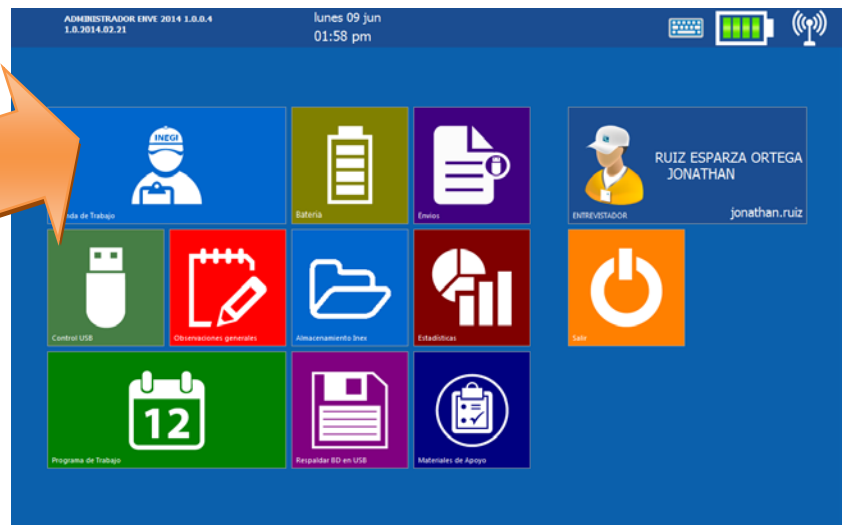 ADMINISTRADOR ENVE 2014 1.0.0.4
1.0.2014.02.21
lunes 09 jun
01:58 pm
INEGI
nda de Trabajo
Batería
Envios
RUIZ ESPARZA ORTEGA
JONATHAN
ENTREVISTADOR
jonathan.ruiz
Control USB
Observaciones generales
Almacenamiento Ines
Estadísticas
Salir
12
Programa de Trabajo
Respaldar BD en USB
Materiales de Apoyo